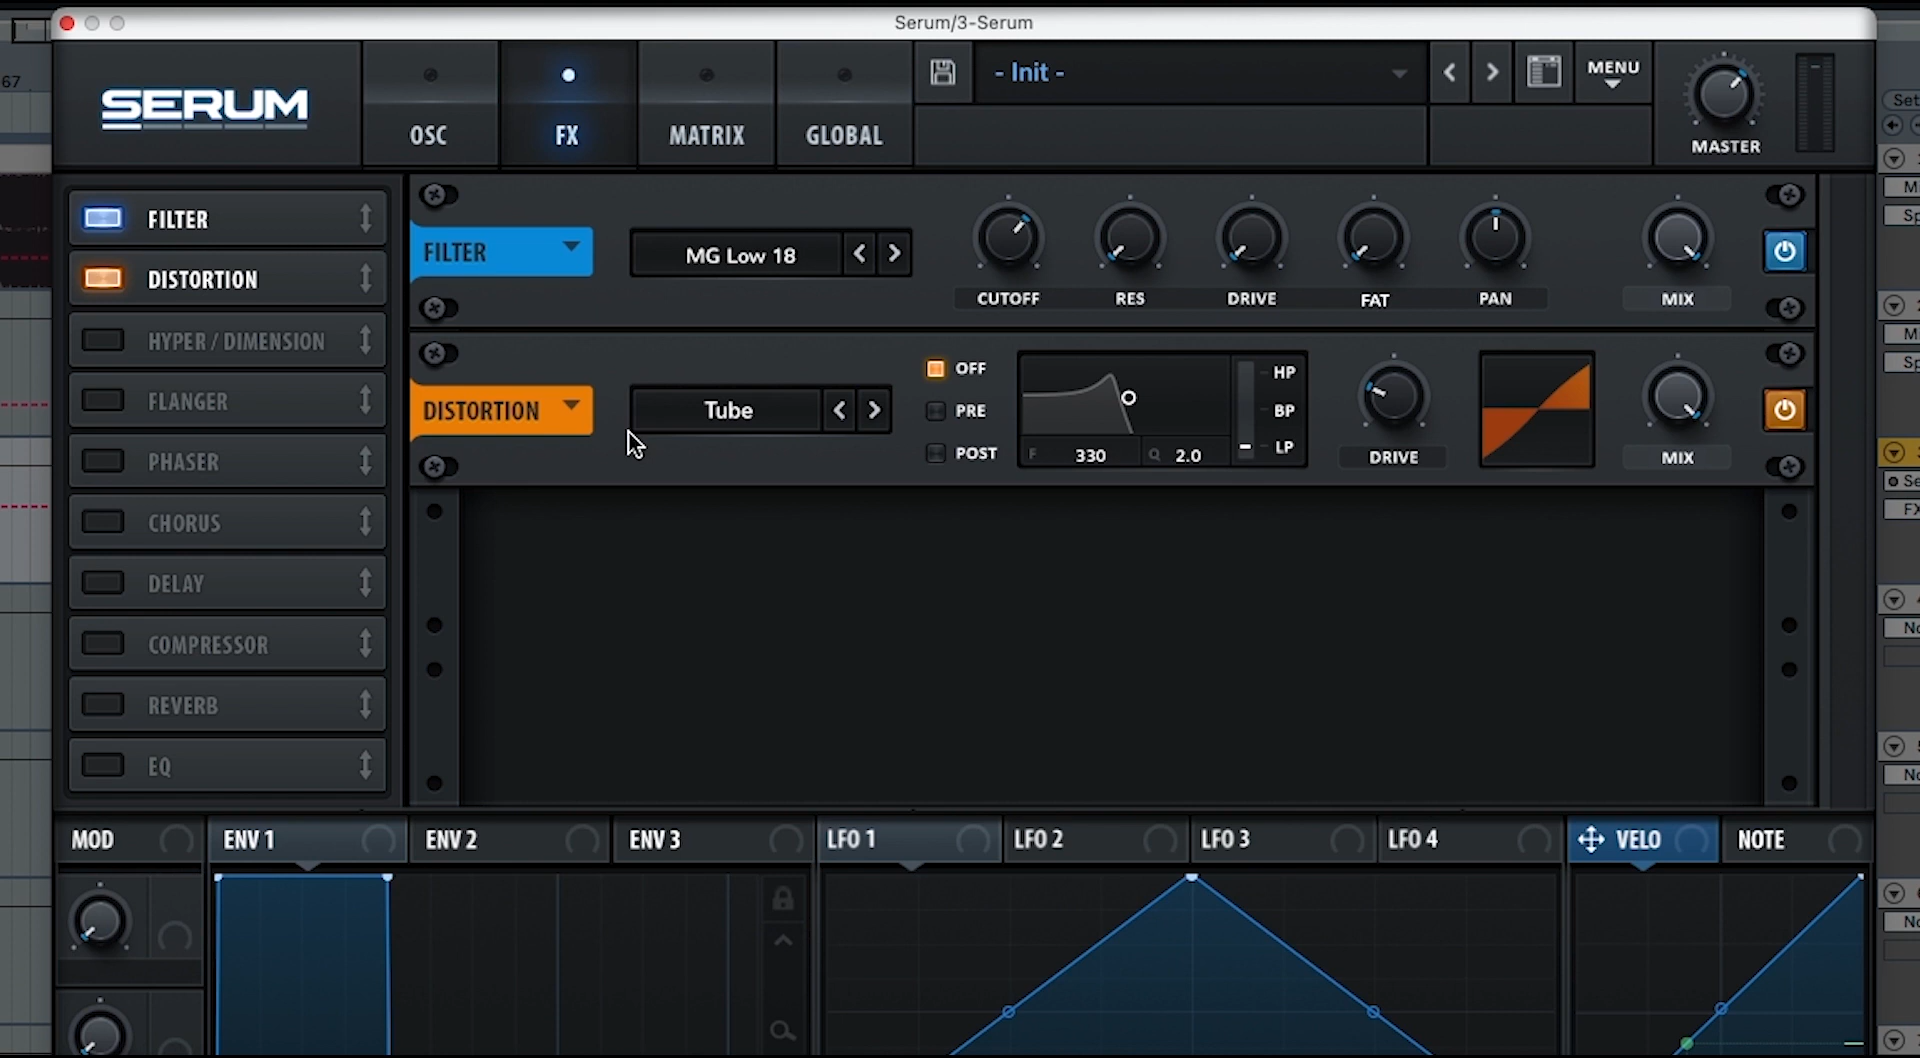 Serum/3-Serum
67
SERUM
OSC
FX
MATRIX
GLOBAL
- Init -
MENU
MASTER
Set
FILTER
DISTORTION
HYPER / DIMENSION
FLANGER
PHASER
CHORUS
DELAY
COMPRESSOR
REVERB
EQ
FILTER
MG Low 18
CUTOFF
RES
DRIVE
FAT
PAN
MIX
DISTORTION
Tube
OFF
PRE
POST
F 330
Q 2.0
HP
BP
LP
DRIVE
MIX
MOD
ENV 1
ENV 2
ENV 3
LFO 1
LFO 2
LFO 3
LFO 4
VELO
NOTE